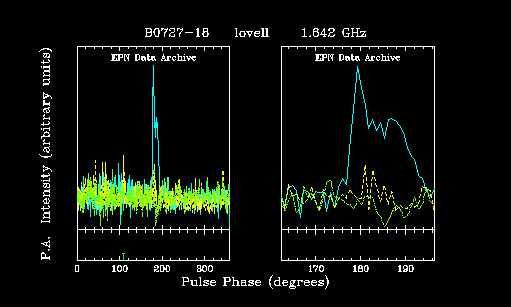 B0727-18 lovell 1.642 GHz
EPN Data Archive EPN Data Archive
P.A. Intensity (arbitrary units)
0 100 200 300 170 180 190
Pulse Phase (degrees)